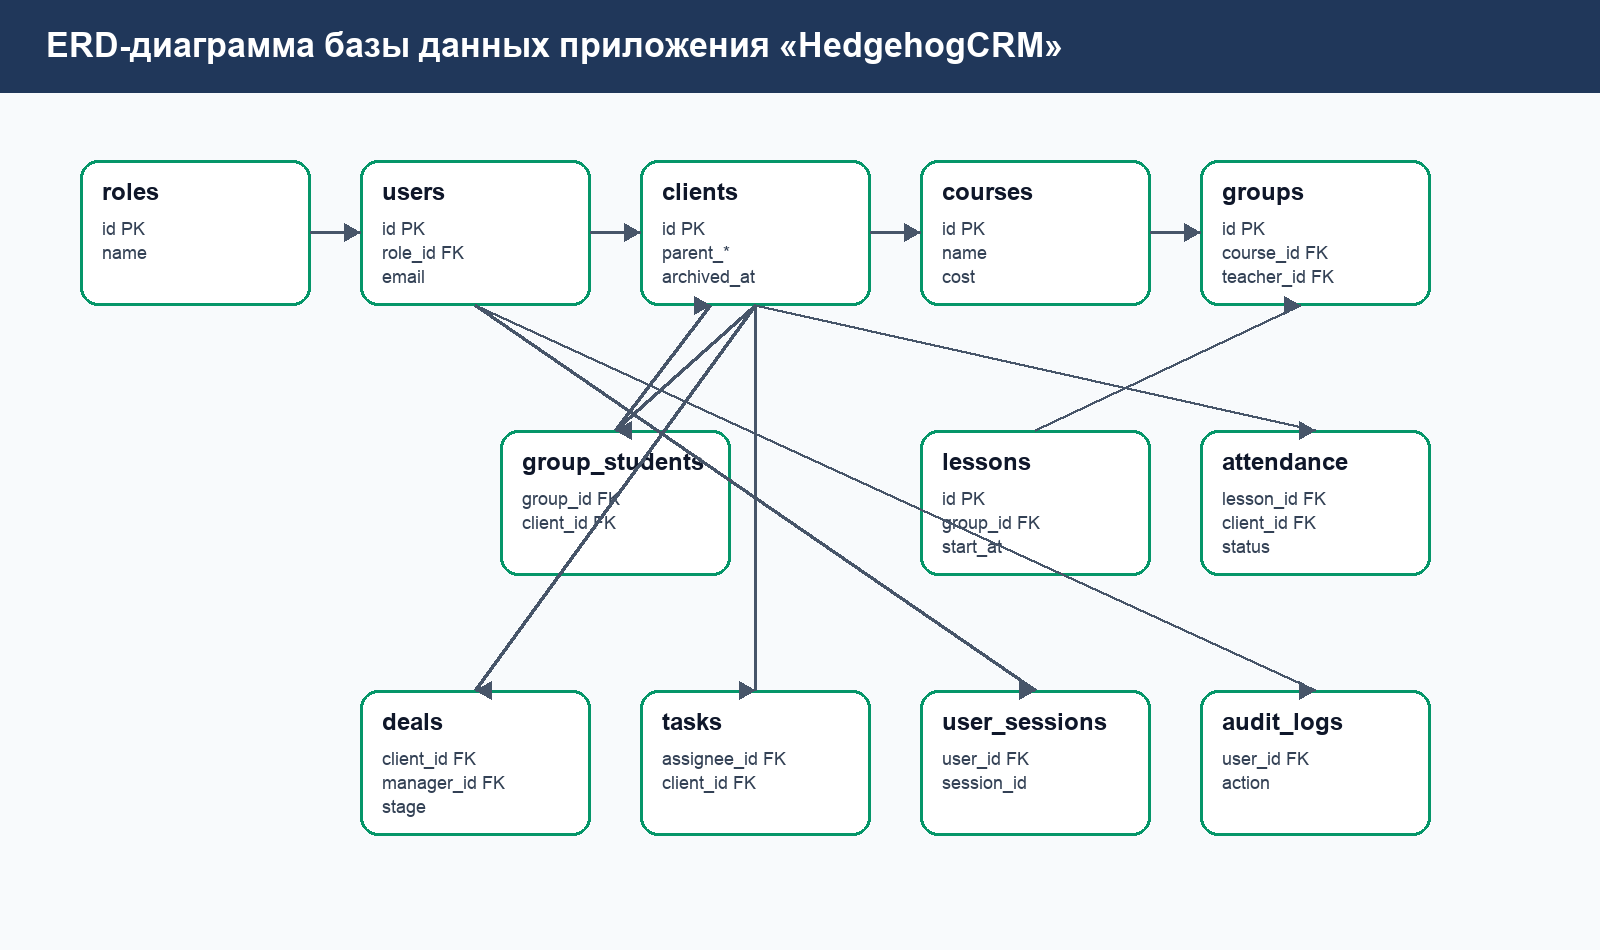 ERD-диаграмма базы данных приложения «HedgehogCRM»
roles
id PK
name
users
id PK
role_id FK
email
clients
id PK
parent_*
archived_at
courses
id PK
name
cost
groups
id PK
course_id FK
teacher_id FK
group_students
group_id FK
client_id FK
lessons
id PK
group_id FK
start_at
attendance
lesson_id FK
client_id FK
status
deals
client_id FK
manager_id FK
stage
tasks
assignee_id FK
client_id FK
user_sessions
user_id FK
session_id
audit_logs
user_id FK
action